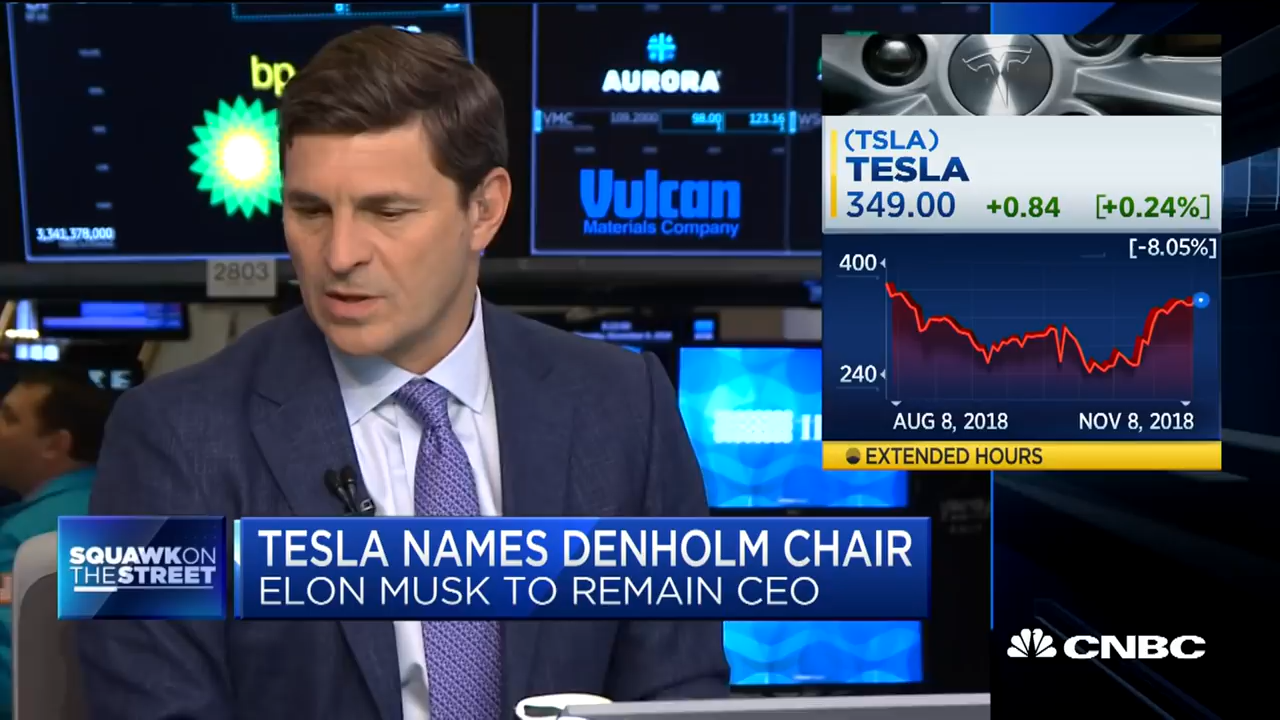 bp
3,341,378,000
2803
AURORA
VMC 109.2000 98.00 123.16 WS
Vulcan
Materials Company
(TSLA)
TESLA
349.00 +0.84 [+0.24%]
[-8.05%]
400
240
AUG 8, 2018 NOV 8, 2018
EXTENDED HOURS
SQUAWK ON
THE STREET
TESLA NAMES DENHOLM CHAIR
ELON MUSK TO REMAIN CEO
CNBC